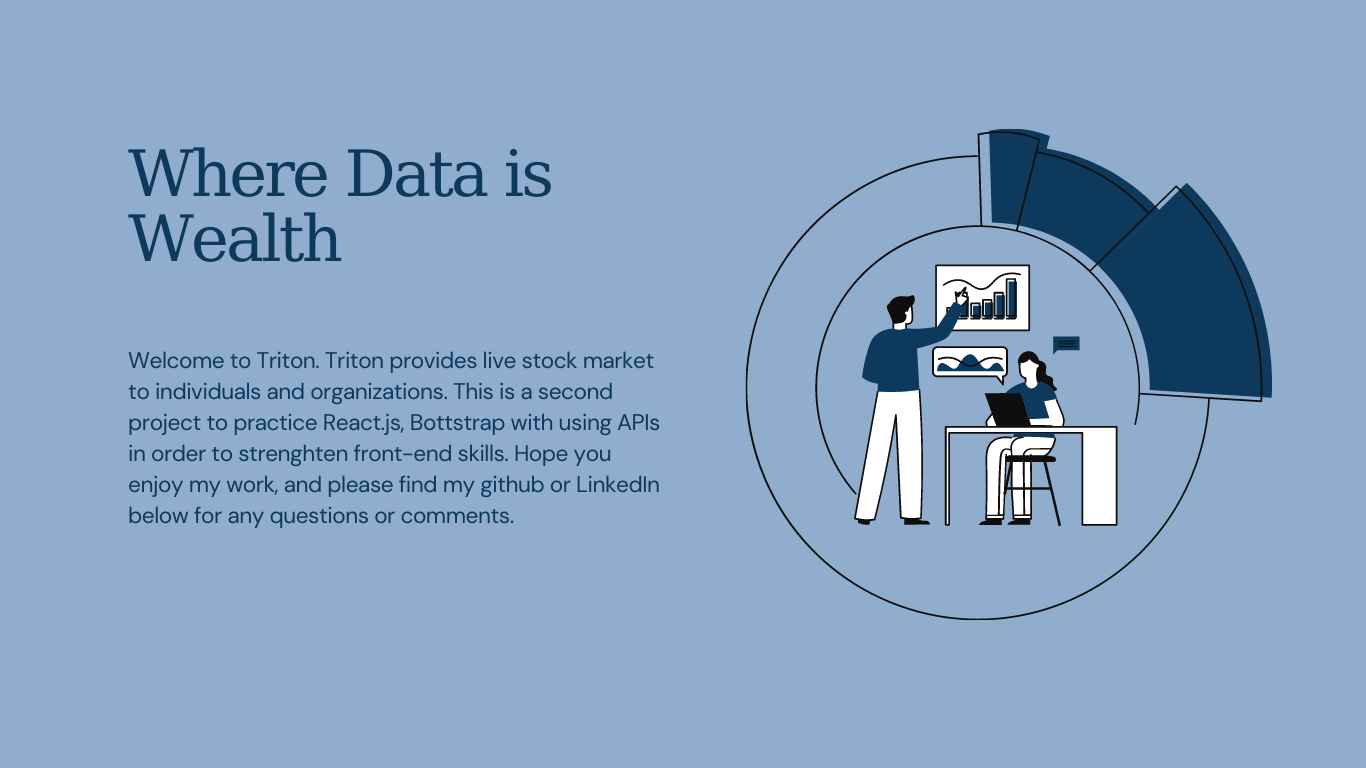 Where Data is
Wealth
Welcome to Triton. Triton provides live stock market
to individuals and organizations. This is a second
project to practice React.js, Bottstrap with using APIs
in order to strenghten front-end skills. Hope you
enjoy my work, and please find my github or LinkedIn
below for any questions or comments.